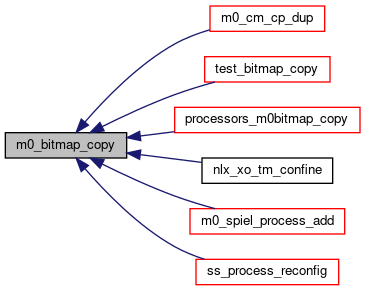 m0_cm_cp_dup
test_bitmap_copy
processors_m0bitmap_copy
m0_bitmap_copy
nlx_xo_tm_confine
m0_spiel_process_add
ss_process_reconfig